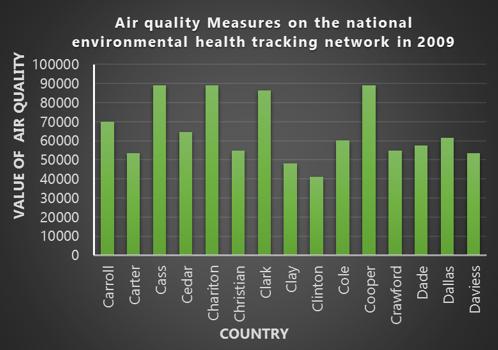 Air quality Measures on the national
environmental health tracking network in 2009
VALUE OF AIR QUALITY
100000
90000
80000
70000
60000
50000
40000
30000
20000
10000
0
Carroll
Carter
Cass
Cedar
Chariton
Christian
Clark
Clay
Clinton
Cole
Cooper
Crawford
Dade
Dallas
Daviess
COUNTRY